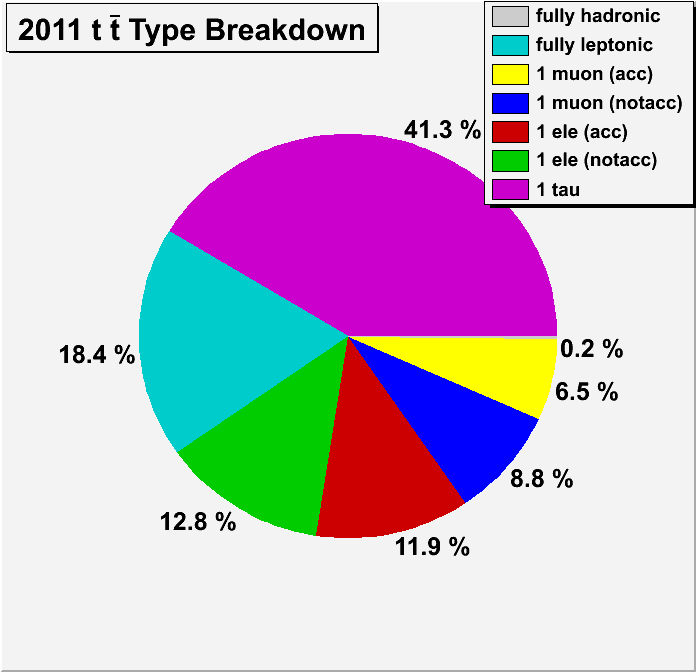 2011 t t̄ Type Breakdown
fully hadronic
fully leptonic
1 muon (acc)
1 muon (notacc)
1 ele (acc)
1 ele (notacc)
1 tau
41.3 %
0.2 %
18.4 %
6.5 %
8.8 %
12.8 %
11.9 %